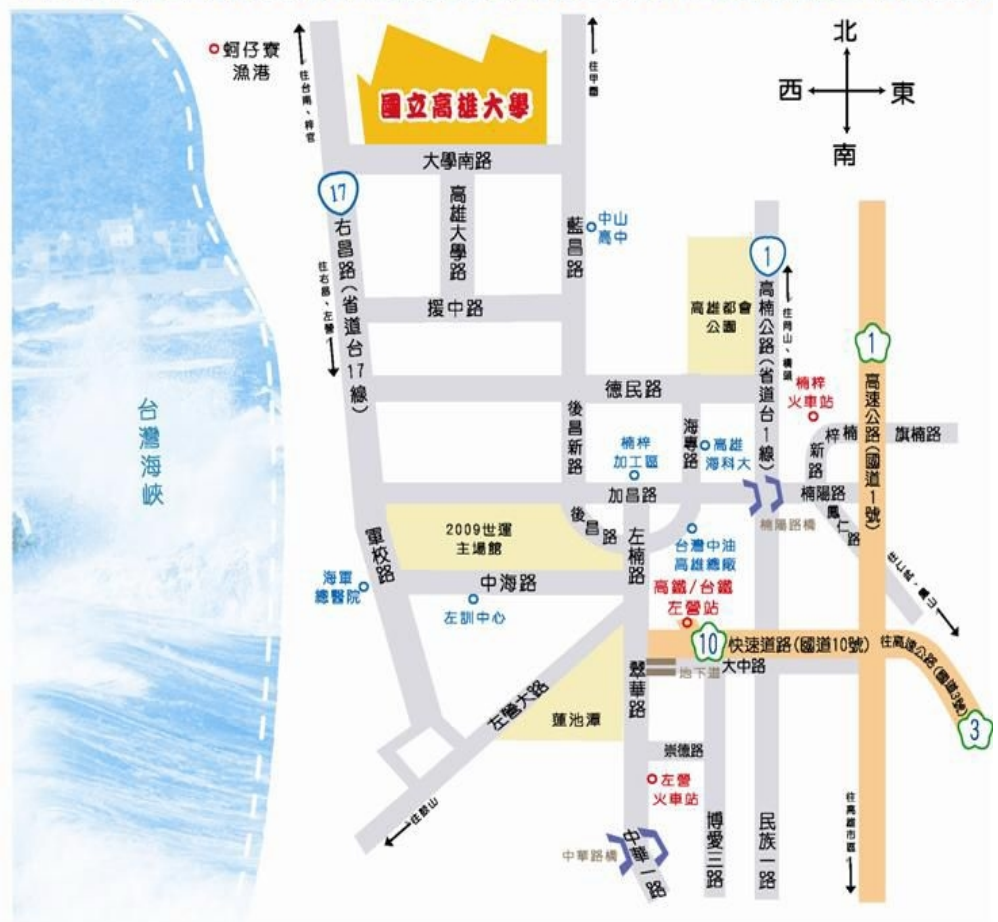 蚵仔寮
漁港
往台南、梓官
國立高雄大學
往甲圍
北
西
東
南
大學南路
17
右昌路(省道台17線)
往右昌、左營
高雄大學路
藍昌路
中山
高中
援中路
高雄都會
公園
1
高楠公路(省道台1線)
往岡山、橋頭
1
高速公路(國道1號)
台灣海峽
德民路
楠梓
火車站
後昌新路
楠梓
加工區
海專路
高雄
海科大
楠梓新路
旗楠路
加昌路
楠陽路
楠陽路橋
鳳仁路
往仁武、鳳山
軍校路
2009世運
主場館
後昌路
左楠路
台灣中油
高雄總廠
海軍
總醫院
中海路
左訓中心
高鐵/台鐵
左營站
10
快速道路(國道10號)
往高速公路(國道3號)
3
大中路
地下道
翠華路
左營大路
蓮池潭
往鼓山
崇德路
左營
火車站
中華路橋
中華一路
博愛三路
民族一路
往高雄市區